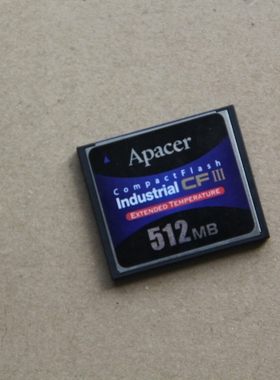 Apacer
CompactFlash
Industrial CF III
EXTENDED TEMPERATURE
512MB